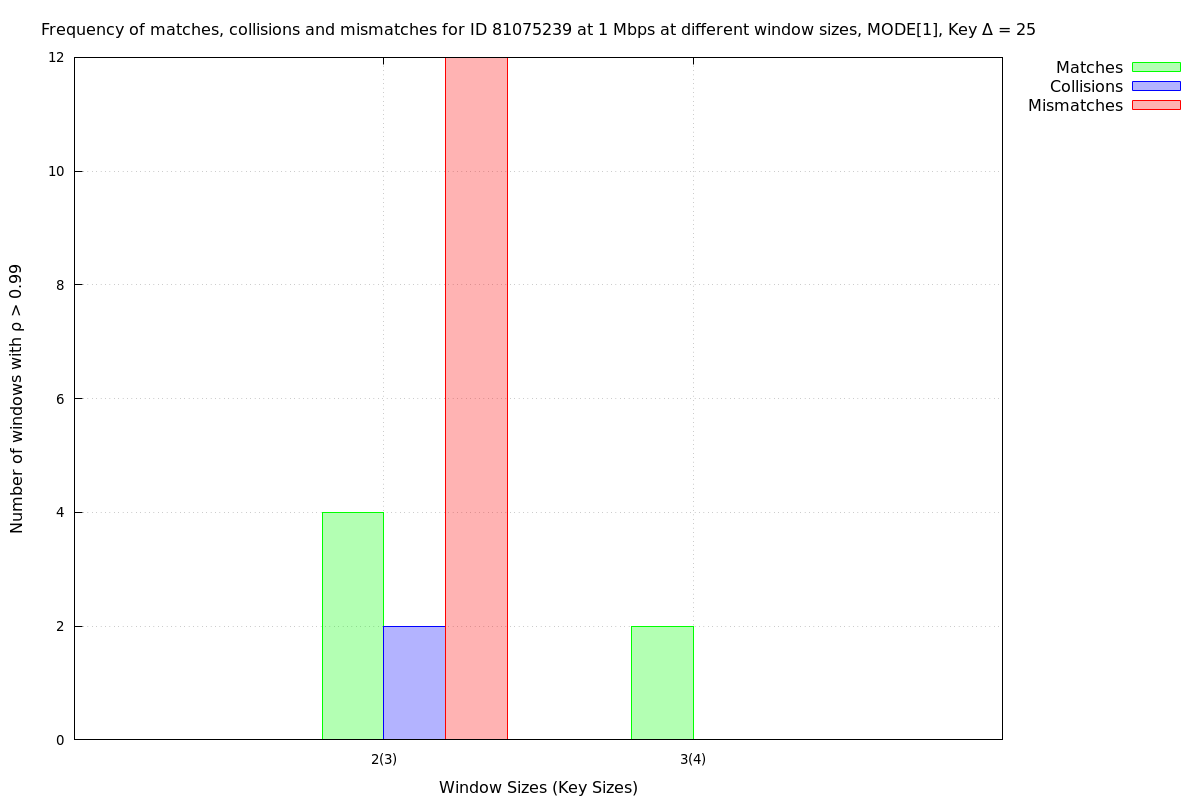 Frequency of matches, collisions and mismatches for ID 81075239 at 1 Mbps at different window sizes, MODE[1], Key Δ = 25
Matches
Collisions
Mismatches
Number of windows with ρ > 0.99
12
10
8
6
4
2
0
2(3)
3(4)
Window Sizes (Key Sizes)